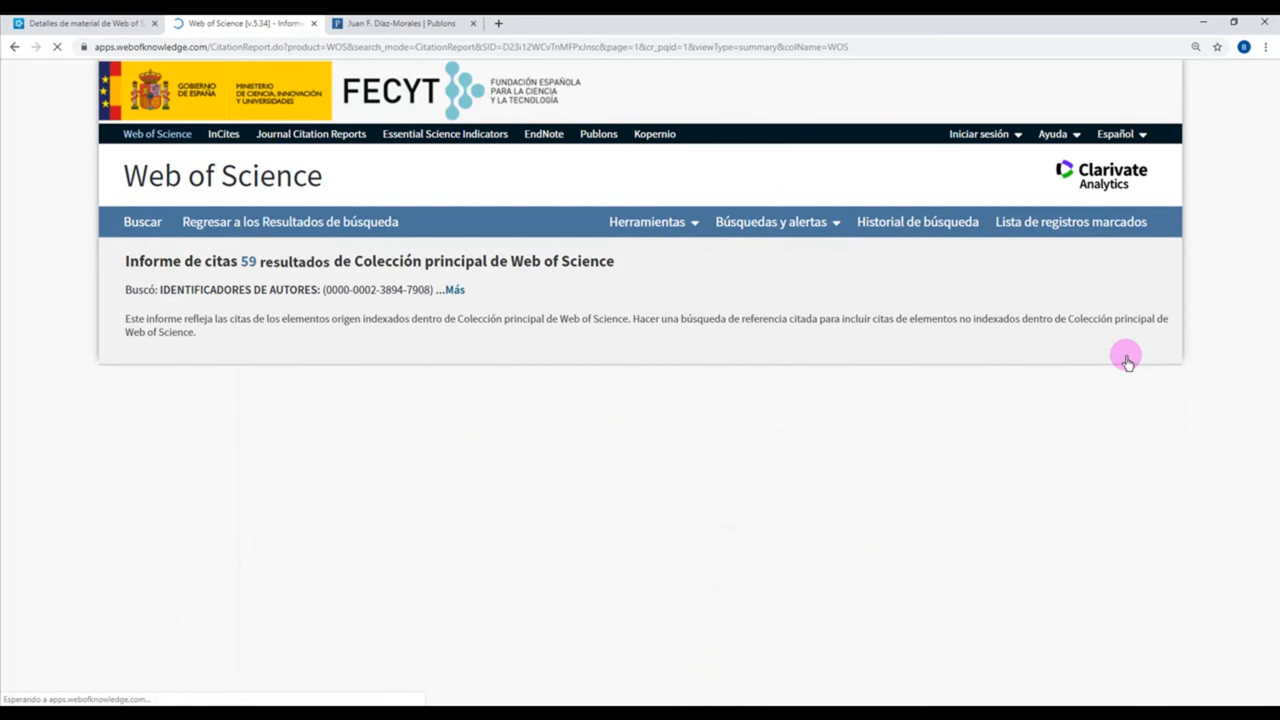 Detalles de material de Web of S
Web of Science [v.5.34] - Informe
Juan F. Díaz-Morales | Publons
apps.webofknowledge.com/CitationReport.do?product=WOS&search_mode=CitationReport&SID=D23i12WCvTnMFPxJnsc&page=1&cr_pqid=1&viewType=summary&colName=WOS
GOBIERNO
DE ESPAÑA
MINISTERIO
DE CIENCIA, INNOVACIÓN
Y UNIVERSIDADES
FECYT
FUNDACIÓN ESPAÑOLA
PARA LA CIENCIA
Y LA TECNOLOGÍA
Web of Science InCites Journal Citation Reports Essential Science Indicators EndNote Publons Kopernio Iniciar sesión Ayuda Español
Web of Science
Clarivate
Analytics
Buscar Regresar a los Resultados de búsqueda Herramientas Búsquedas y alertas Historial de búsqueda Lista de registros marcados
Informe de citas 59 resultados de Colección principal de Web of Science
Buscó: IDENTIFICADORES DE AUTORES: (0000-0002-3894-7908) ...Más
Este informe refleja las citas de los elementos origen indexados dentro de Colección principal de Web of Science. Hacer una búsqueda de referencia citada para incluir citas de elementos no indexados dentro de Colección principal de
Web of Science.
Esperando a apps.webofknowledge.com...